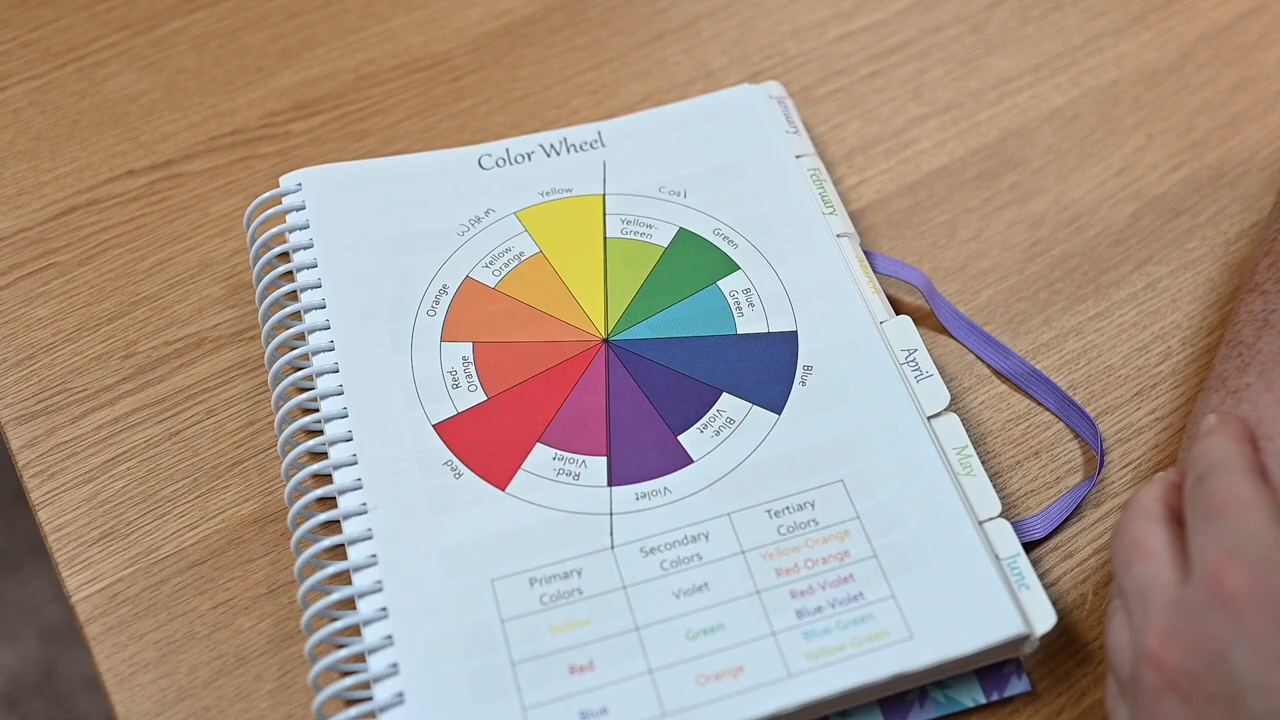 Color Wheel
Yellow
Cool
WARM
Yellow-
Green
Green
Yellow-
Orange
Blue-
Green
Orange
Blue
Red-
Orange
Blue-
Violet
Red
Red-
Violet
Violet
Primary
Colors
Secondary
Colors
Tertiary
Colors
Yellow
Violet
Yellow-Orange
Red-Orange
Red
Green
Red-Violet
Blue-Violet
Blue
Orange
Blue-Green
Yellow-Green
January
February
March
April
May
June